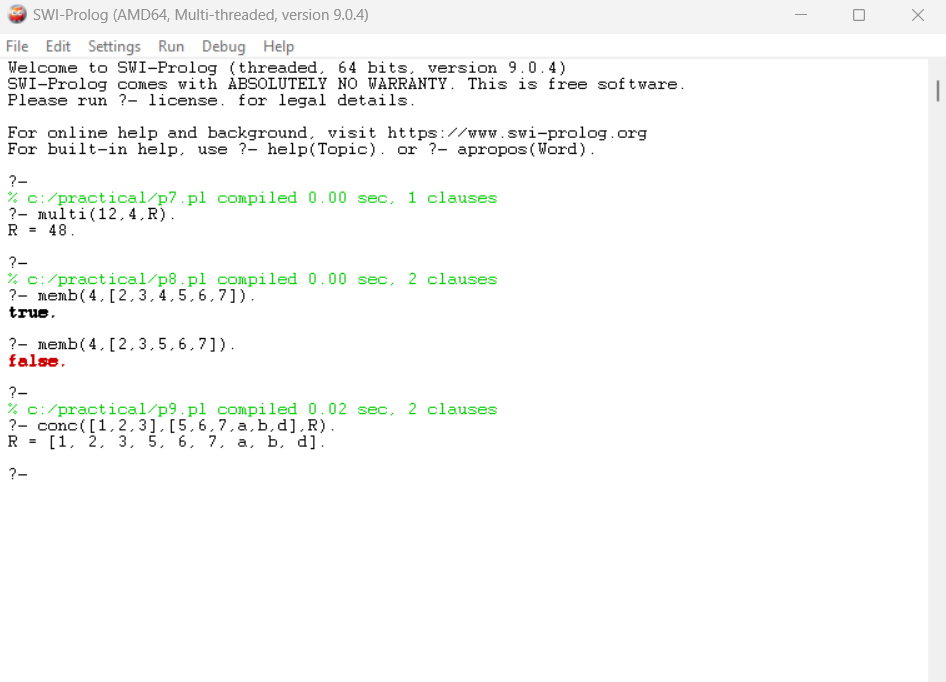 SWI-Prolog (AMD64, Multi-threaded, version 9.0.4)
File Edit Settings Run Debug Help
Welcome to SWI-Prolog (threaded, 64 bits, version 9.0.4)
SWI-Prolog comes with ABSOLUTELY NO WARRANTY. This is free software.
Please run ?- license. for legal details.
For online help and background, visit https://www.swi-prolog.org
For built-in help, use ?- help(Topic). or ?- apropos(Word).
?-
% c:/practical/p7.pl compiled 0.00 sec, 1 clauses
?- multi(12,4,R).
R = 48.
?-
% c:/practical/p8.pl compiled 0.00 sec, 2 clauses
?- memb(4,[2,3,4,5,6,7]).
true.
?- memb(4,[2,3,5,6,7]).
false.
?-
% c:/practical/p9.pl compiled 0.02 sec, 2 clauses
?- conc([1,2,3],[5,6,7,a,b,d],R).
R = [1, 2, 3, 5, 6, 7, a, b, d].
?-